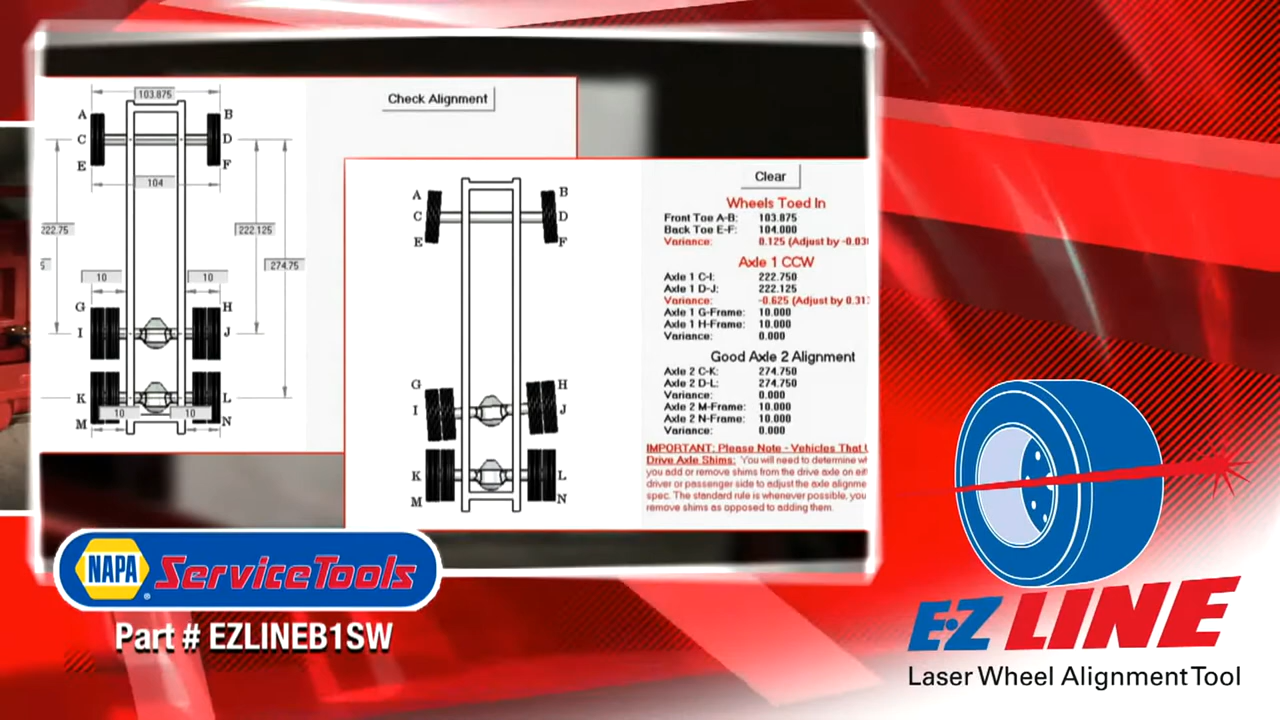 103.875
Check Alignment
A B
C D
E F
104
222.75
222.125
274.75
10 10
G H
I J
K L
10 10
M N
Clear
A B
C D
E F
G H
I J
K L
M N
Wheels Toed In
Front Toe A-B: 103.875
Back Toe E-F: 104.000
Variance: 0.125 (Adjust by -0.03
Axle 1 CCW
Axle 1 C-I: 222.750
Axle 1 D-J: 222.125
Variance: -0.625 (Adjust by 0.31
Axle 1 G-Frame: 10.000
Axle 1 H-Frame: 10.000
Variance: 0.000
Good Axle 2 Alignment
Axle 2 C-K: 274.750
Axle 2 D-L: 274.750
Variance: 0.000
Axle 2 M-Frame: 10.000
Axle 2 N-Frame: 10.000
Variance: 0.000
IMPORTANT: Please Note - Vehicles That
Drive Axle Shims: You will need to determine
you add or remove shims from the drive axle on
driver or passenger side to adjust the axle
spec. The standard rule is whenever possible, you
remove shims as opposed to adding them.
NAPA ® ServiceTools
Part # EZLINEB1SW
E·Z LINE
Laser Wheel Alignment Tool